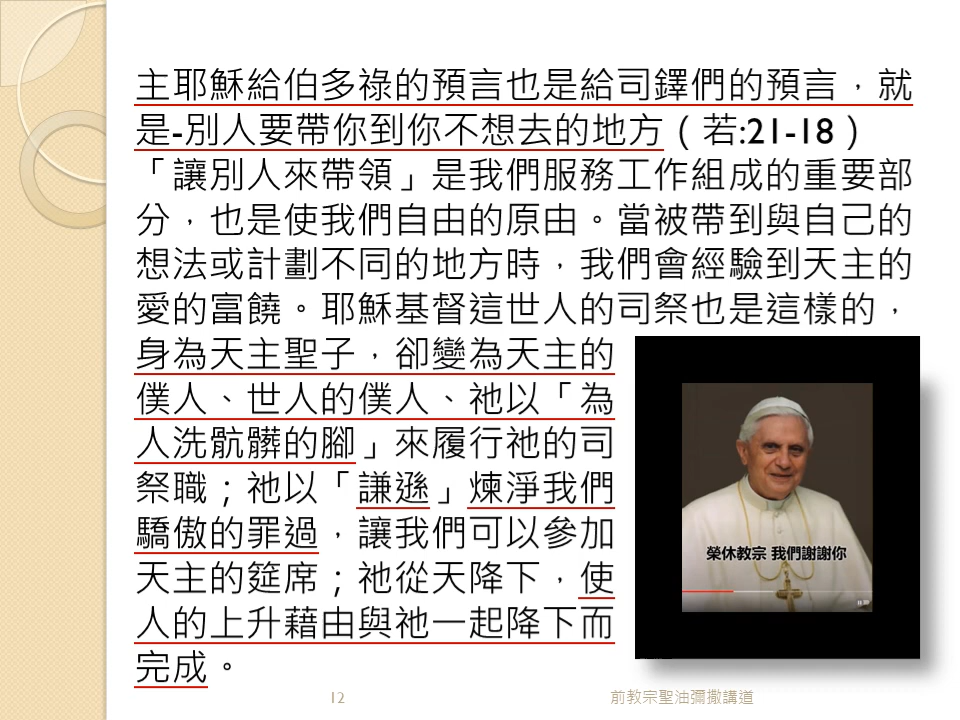 主耶穌給伯多祿的預言也是給司鐸們的預言，就
是-別人要帶你到你不想去的地方（若:21-18）
「讓別人來帶領」是我們服務工作組成的重要部
分，也是使我們自由的原由。當被帶到與自己的
想法或計劃不同的地方時，我們會經驗到天主的
愛的富饒。耶穌基督這世人的司祭也是這樣的，
身為天主聖子，卻變為天主的
僕人、世人的僕人、祂以「為
人洗骯髒的腳」來履行祂的司
祭職；祂以「謙遜」煉淨我們
驕傲的罪過，讓我們可以參加
天主的筵席；祂從天降下，使
人的上升藉由與祂一起降下而
完成。
榮休教宗 我們謝謝你
12
前教宗聖油彌撒講道